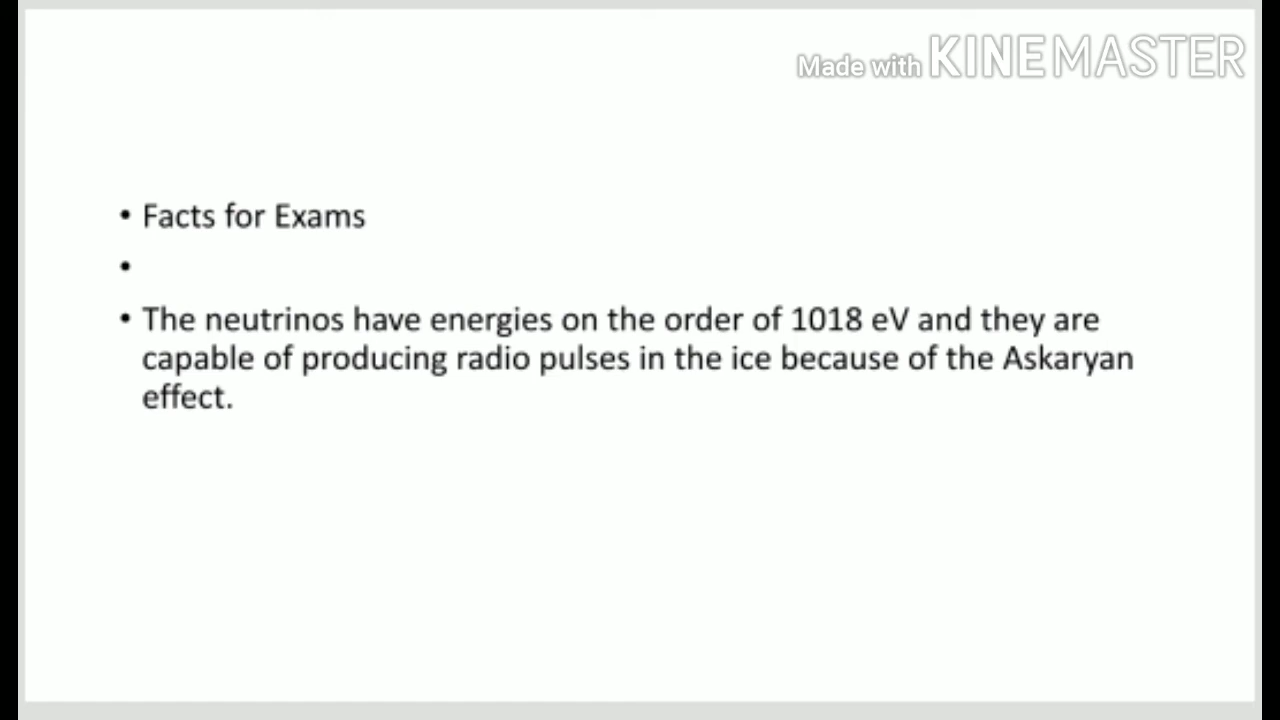 Made with KINEMASTER
• Facts for Exams
•
• The neutrinos have energies on the order of 1018 eV and they are
capable of producing radio pulses in the ice because of the Askaryan
effect.